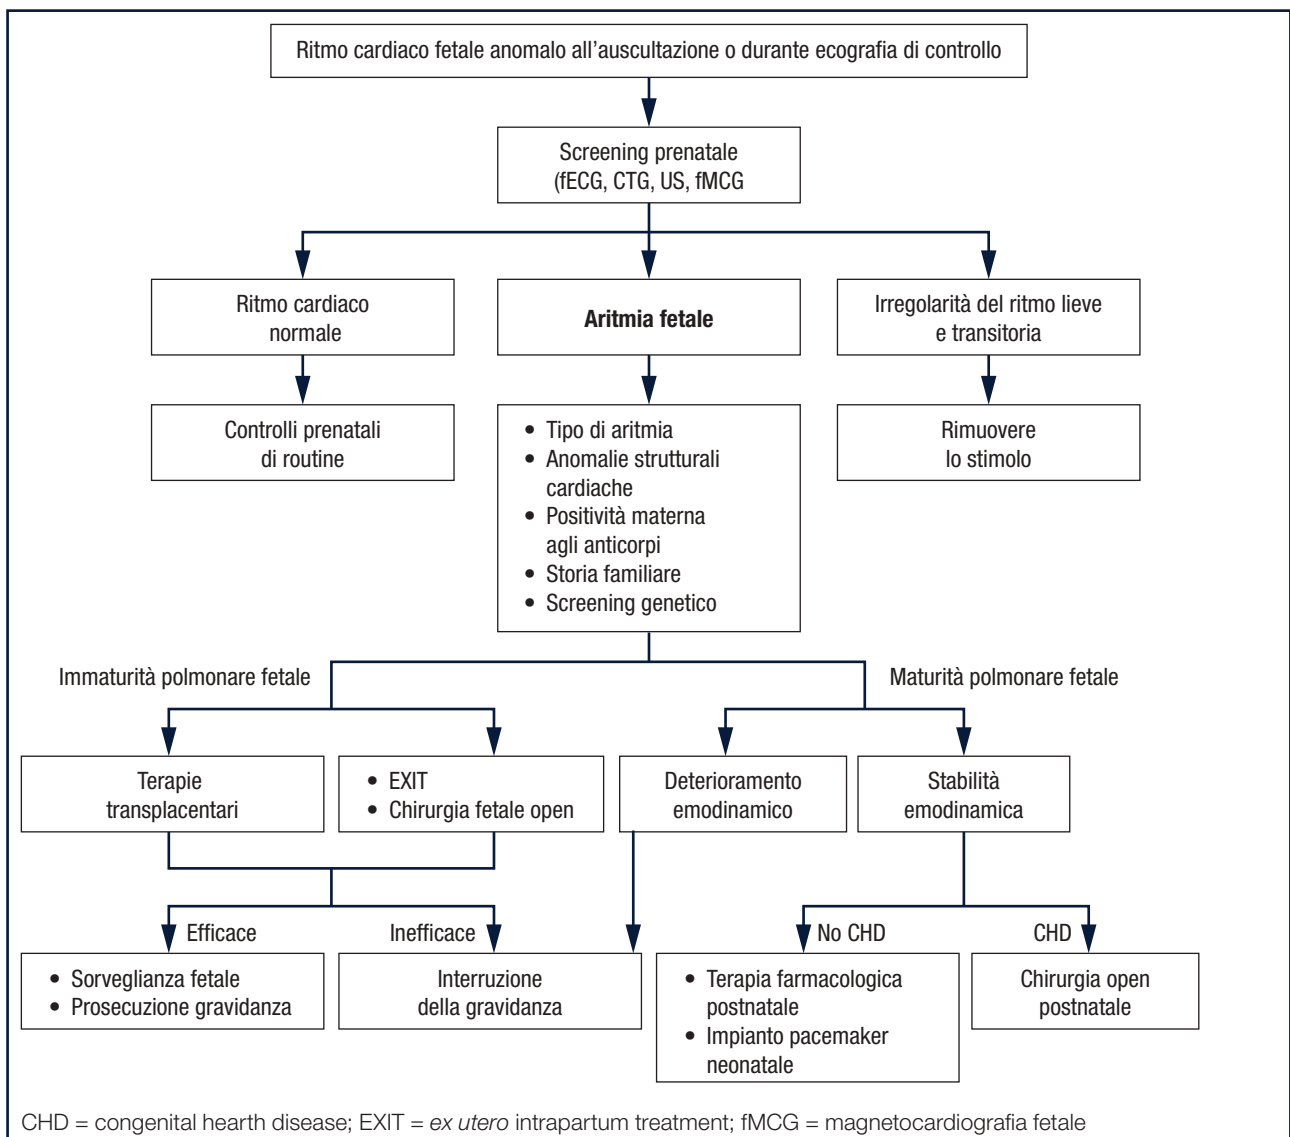 Ritmo cardiaco fetale anomalo all’auscultazione o durante ecografia di controllo
Screening prenatale
(fECG, CTG, US, fMCG
Ritmo cardiaco
normale
Aritmia fetale
Irregolarità del ritmo lieve
e transitoria
Controlli prenatali
di routine
• Tipo di aritmia
• Anomalie strutturali
cardiache
• Positività materna
agli anticorpi
• Storia familiare
• Screening genetico
Rimuovere
lo stimolo
Immaturità polmonare fetale
Maturità polmonare fetale
Terapie
transplacentari
• EXIT
• Chirurgia fetale open
Deterioramento
emodinamico
Stabilità
emodinamica
Efficace
Inefficace
No CHD
CHD
• Sorveglianza fetale
• Prosecuzione gravidanza
Interruzione
della gravidanza
• Terapia farmacologica
postnatale
• Impianto pacemaker
neonatale
Chirurgia open
postnatale
CHD = congenital hearth disease; EXIT = ex utero intrapartum treatment; fMCG = magnetocardiografia fetale